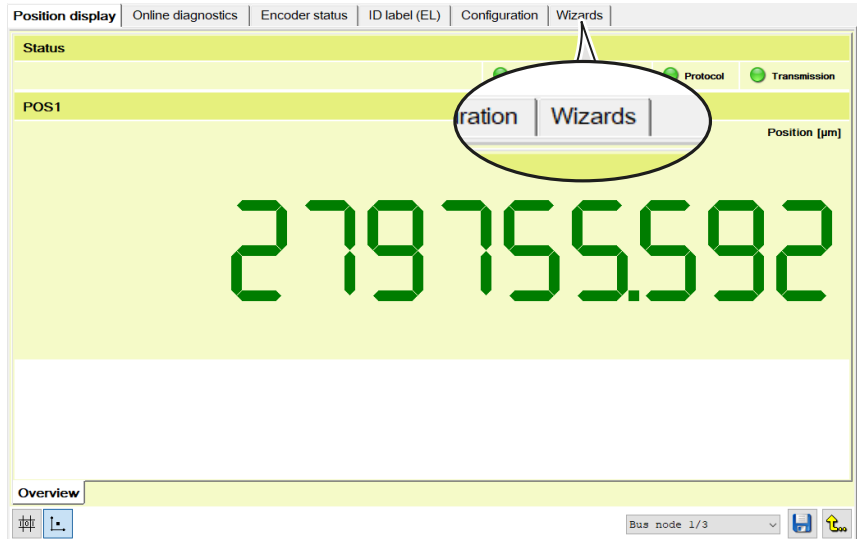 Position display Online diagnostics Encoder status ID label (EL) Configuration Wizards
Status
Protocol Transmission
POS1
ration Wizards
Position [µm]
279755.592
Overview
Bus node 1/3